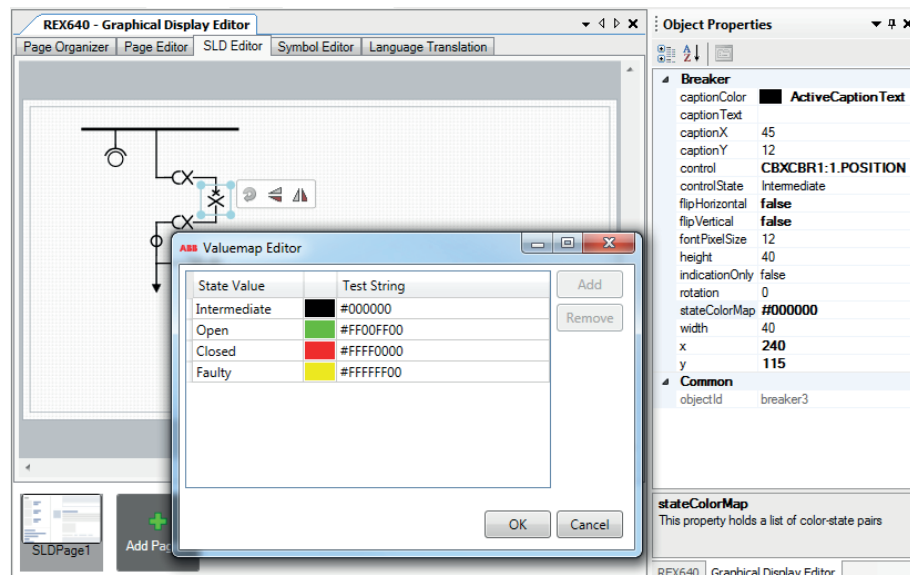 REX640 - Graphical Display Editor
Page Organizer Page Editor SLD Editor Symbol Editor Language Translation
ABB Valuemap Editor
State Value Test String
Intermediate #000000
Open #FF00FF00
Closed #FFFF0000
Faulty #FFFFFF00
Add
Remove
OK Cancel
SLDPage1
Add Pag
Object Properties
Breaker
captionColor ActiveCaptionText
captionText
captionX 45
captionY 12
control CBXCBR1:1.POSITION
controlState Intermediate
flipHorizontal false
flipVertical false
fontPixelSize 12
height 40
indicationOnly false
rotation 0
stateColorMap #000000
width 40
x 240
y 115
Common
objectId breaker3
stateColorMap
This property holds a list of color-state pairs
REX640 Graphical Display Editor